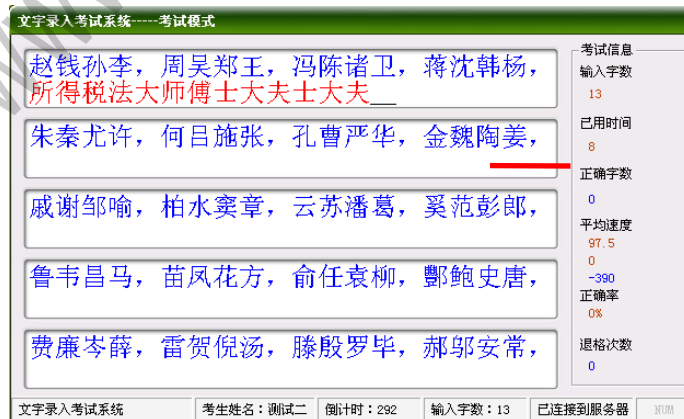 文字录入考试系统-----考试模式
赵钱孙李，周吴郑王，冯陈诸卫，蒋沈韩杨，
所得税法大师傅士大夫士大夫__
朱秦尤许，何吕施张，孔曹严华，金魏陶姜，
戚谢邹喻，柏水窦章，云苏潘葛，奚范彭郎，
鲁韦昌马，苗凤花方，俞任袁柳，酆鲍史唐，
费廉岑薛，雷贺倪汤，滕殷罗毕，郝邬安常，
考试信息
输入字数
13
已用时间
8
正确字数
0
平均速度
97.5
0
-390
正确率
0%
退格次数
0
文字录入考试系统 考生姓名：测试二 倒计时：292 输入字数：13 已连接到服务器 NUM